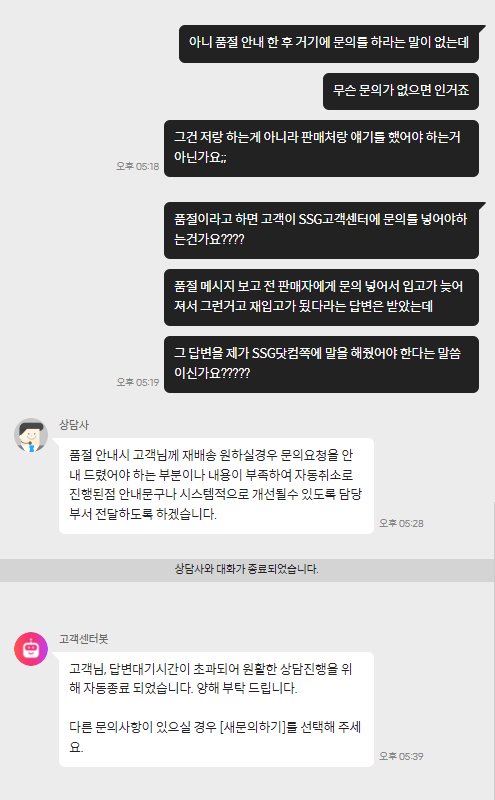 아니 품절 안내 한 후 거기에 문의를 하라는 말이 없는데
무슨 문의가 없으면 인거죠
그건 저랑 하는게 아니라 판매처랑 얘기를 했어야 하는거
아닌가요;;
오후 05:18
품절이라고 하면 고객이 SSG고객센터에 문의를 넣어야하
는건가요????
품절 메시지 보고 전 판매자에게 문의 넣어서 입고가 늦어
져서 그런거고 재입고가 됬다라는 답변은 받았는데
그 답변을 제가 SSG닷컴쪽에 말을 해줬어야 한다는 말씀
이신가요?????
오후 05:19
상담사
품절 안내시 고객님께 재배송 원하실경우 문의요청을 안
내 드렸어야 하는 부분이나 내용이 부족하여 자동취소로
진행된점 안내문구나 시스템적으로 개선될수 있도록 담당
부서 전달하도록 하겠습니다.
오후 05:28
상담사와 대화가 종료되었습니다.
고객센터봇
고객님, 답변대기시간이 초과되어 원활한 상담진행을 위
해 자동종료 되었습니다. 양해 부탁 드립니다.
다른 문의사항이 있으실 경우 [새문의하기]를 선택해 주세
요.
오후 05:39